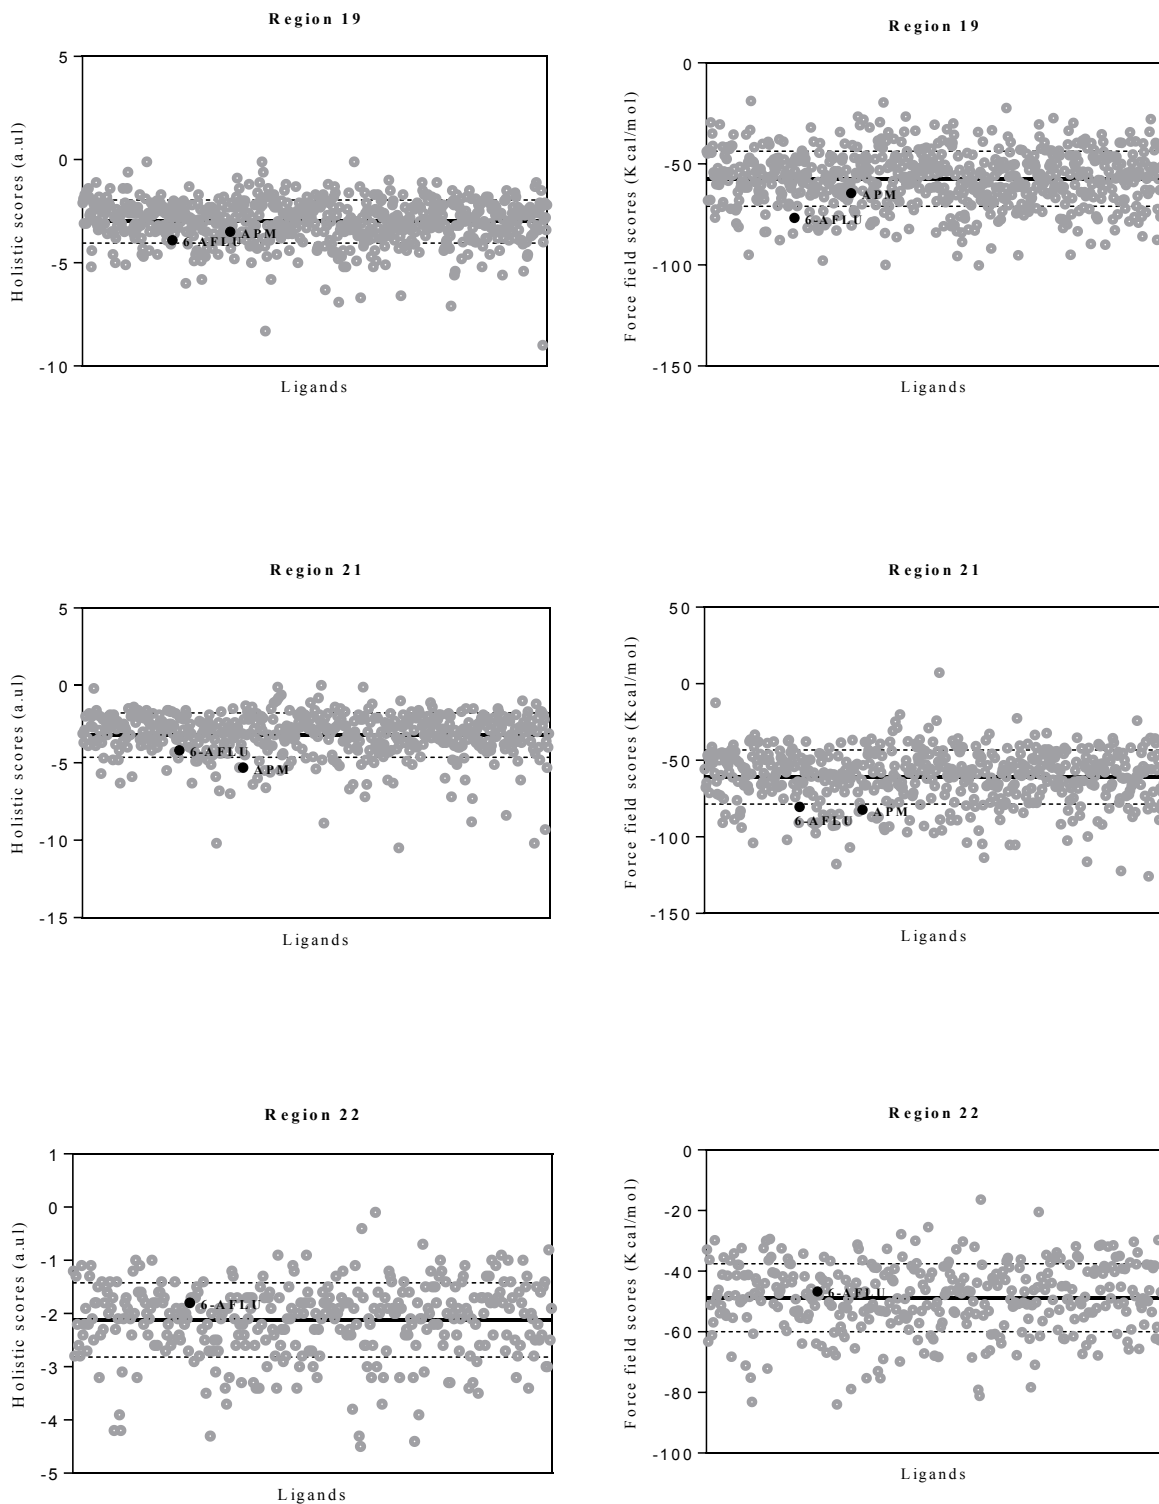 Region 19
Holistic scores (a.ul)
5
0
-5
-10
6-AFLU
APM
Ligands
Region 19
Force field scores (Kcal/mol)
0
-50
-100
-150
APM
6-AFLU
Ligands
Region 21
Holistic scores (a.ul)
5
0
-5
-10
-15
6-AFLU
APM
Ligands
Region 21
Force field scores (Kcal/mol)
50
0
-50
-100
-150
6-AFLU
APM
Ligands
Region 22
Holistic scores (a.ul)
1
0
-1
-2
-3
-4
-5
6-AFLU
Ligands
Region 22
Force field scores (Kcal/mol)
0
-20
-40
-60
-80
-100
6-AFLU
Ligands